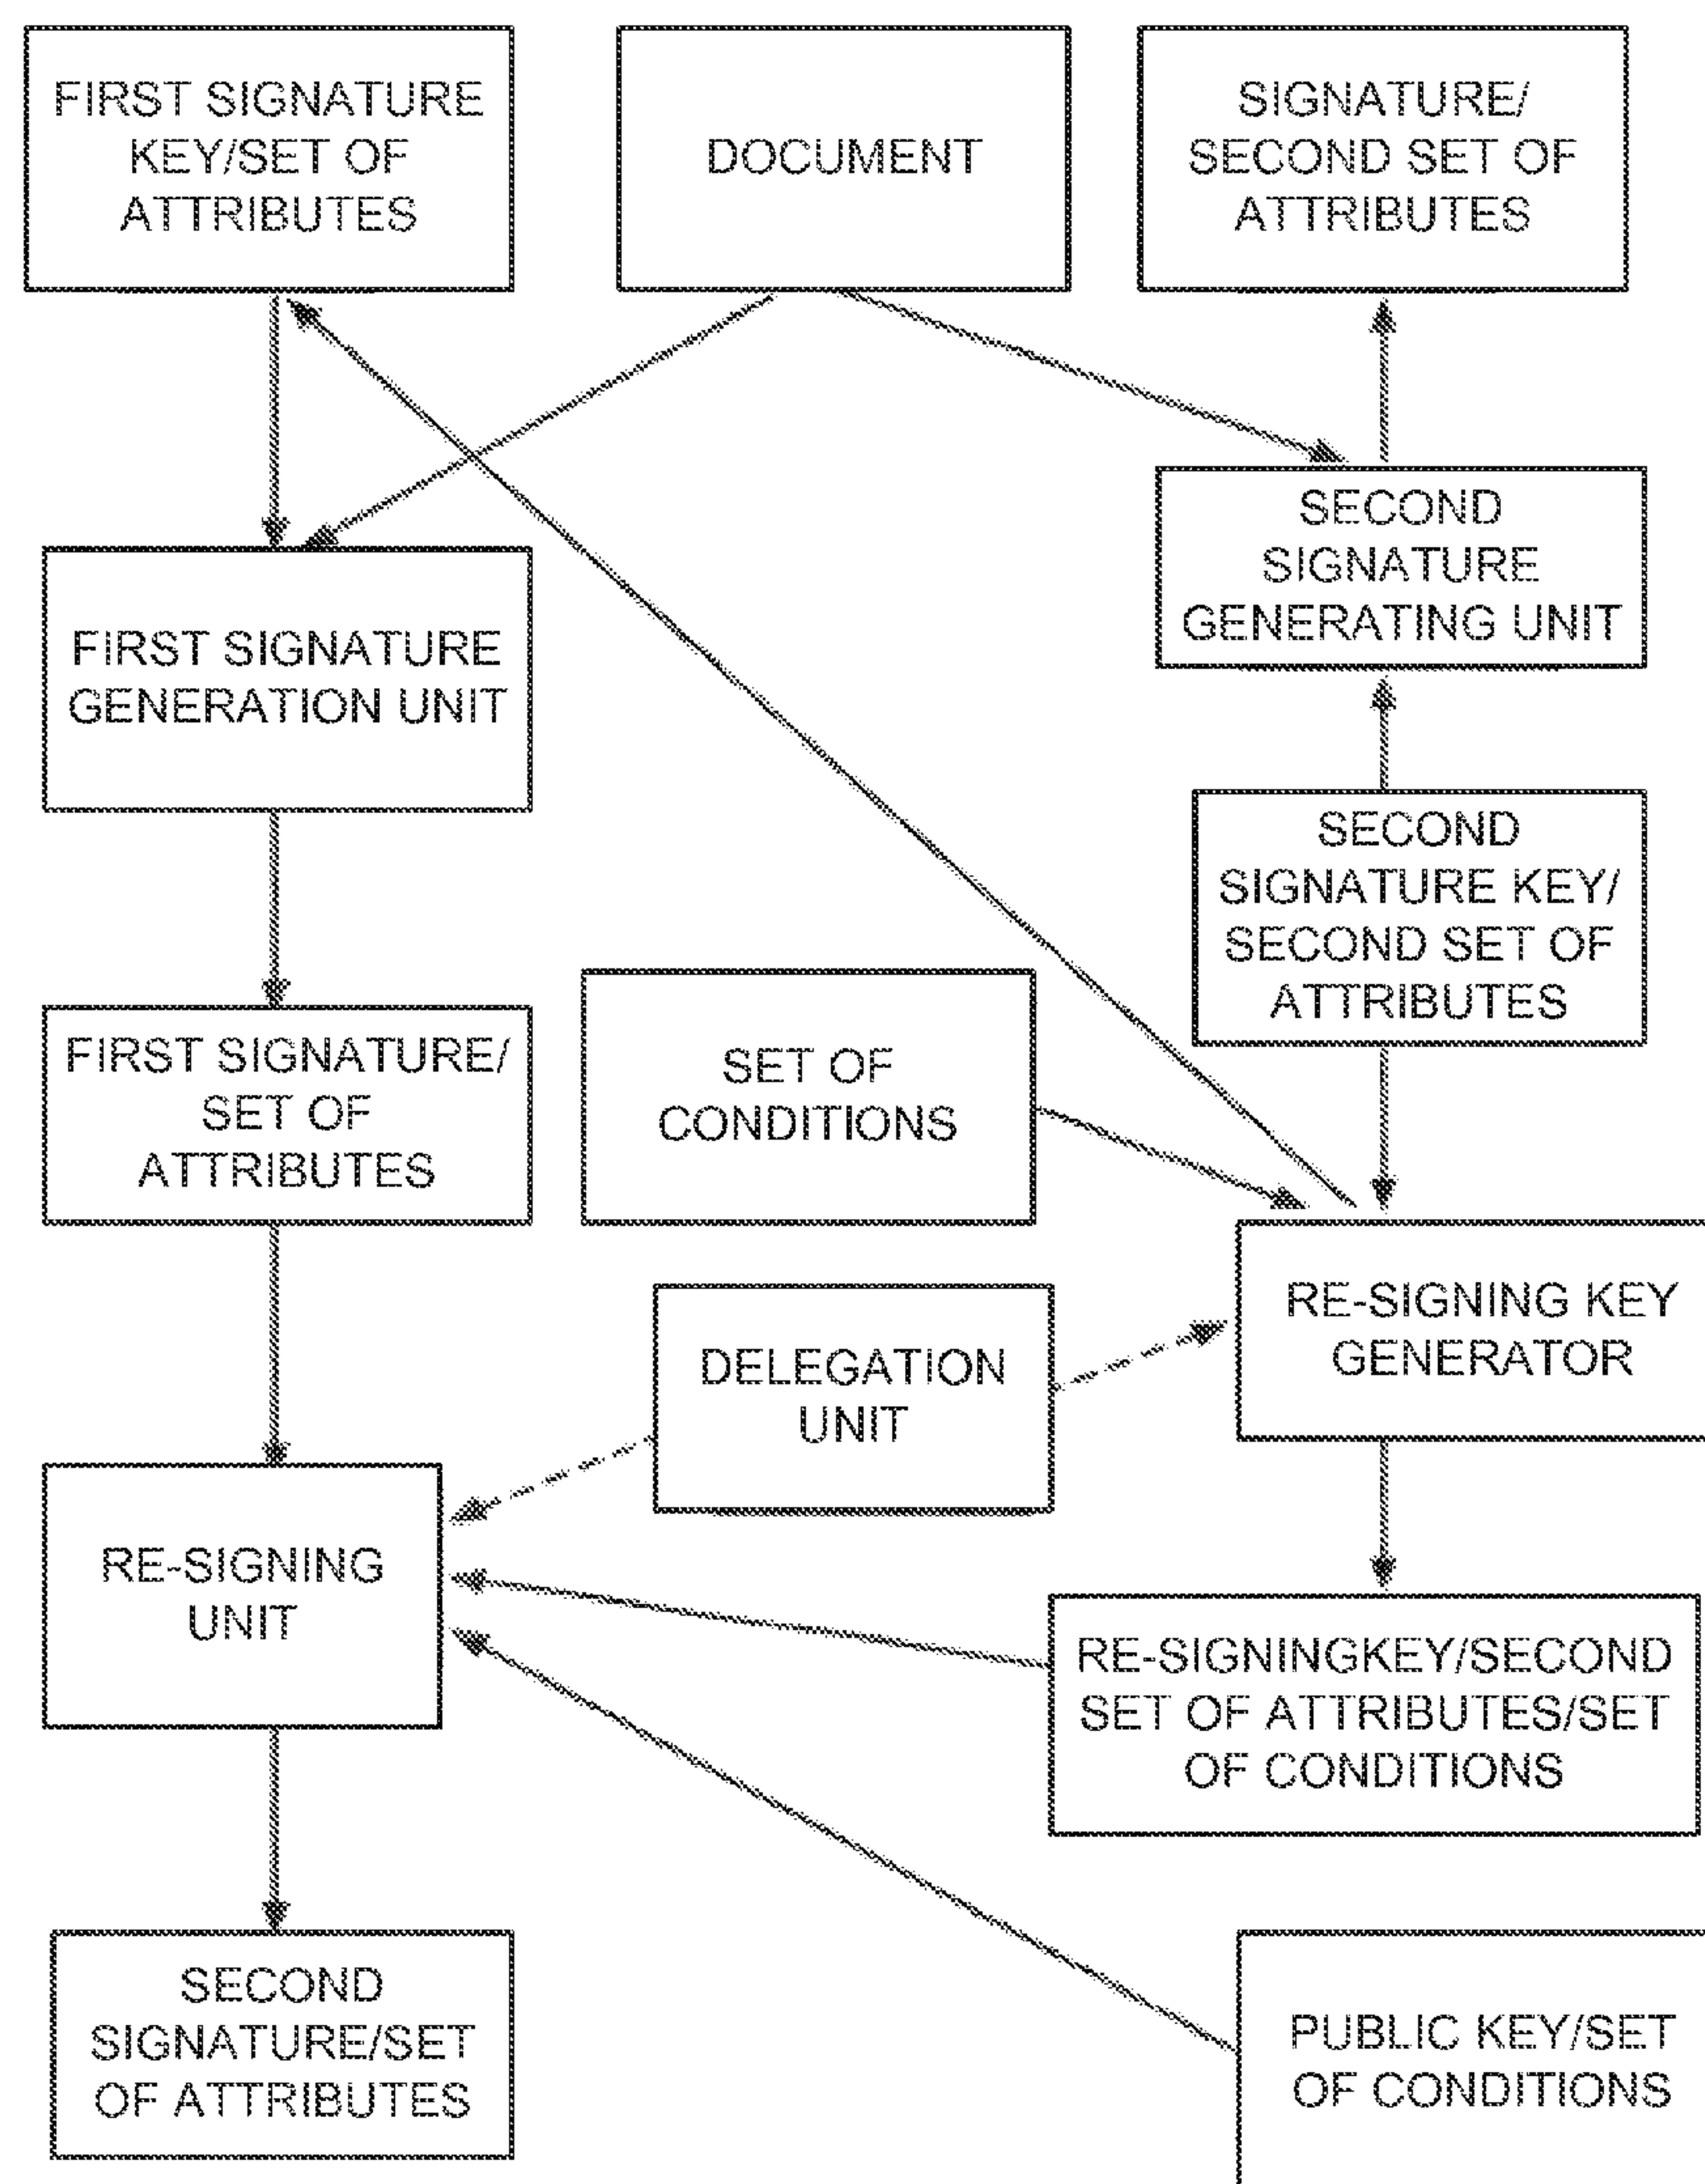 FIRST SIGNATURE
KEY/SET OF
ATTRIBUTES
DOCUMENT
SIGNATURE/
SECOND SET OF
ATTRIBUTES
SECOND
SIGNATURE
GENERATING UNIT
FIRST SIGNATURE
GENERATION UNIT
SECOND
SIGNATURE KEY/
SECOND SET OF
ATTRIBUTES
FIRST SIGNATURE/
SET OF
ATTRIBUTES
SET OF
CONDITIONS
RE-SIGNING KEY
GENERATOR
DELEGATION
UNIT
RE-SIGNING
UNIT
RE-SIGNINGKEY/SECOND
SET OF ATTRIBUTES/SET
OF CONDITIONS
SECOND
SIGNATURE/SET
OF ATTRIBUTES
PUBLIC KEY/SET
OF CONDITIONS